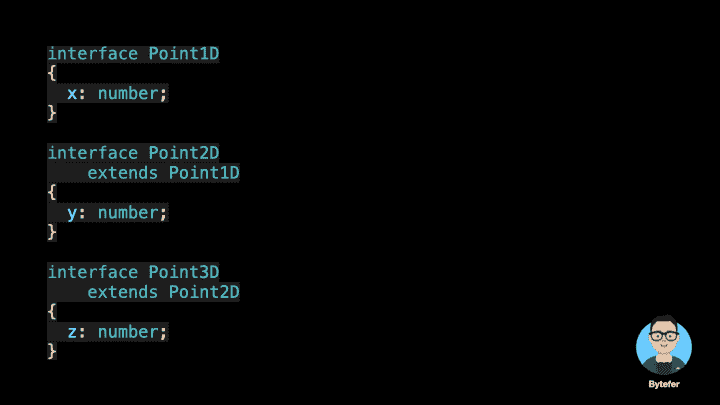 interface Point1D
{
  x: number;
}
interface Point2D
    extends Point1D
{
  y: number;
}
interface Point3D
    extends Point2D
{
  z: number;
}
Bytefer